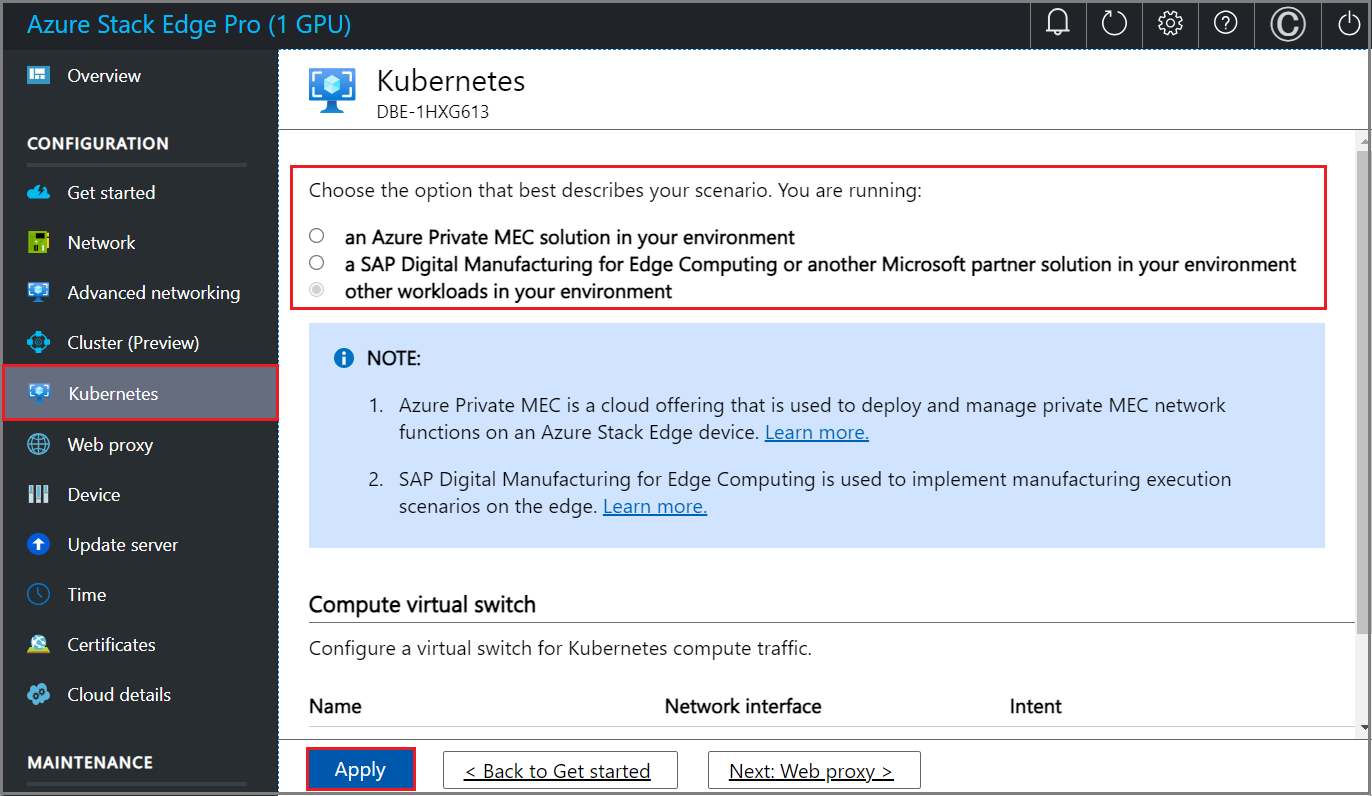 Azure Stack Edge Pro (1 GPU)
Overview
CONFIGURATION
Get started
Network
Advanced networking
Cluster (Preview)
Kubernetes
Web proxy
Device
Update server
Time
Certificates
Cloud details
MAINTENANCE
Kubernetes
DBE-1HXG613
Choose the option that best describes your scenario. You are running:
an Azure Private MEC solution in your environment
a SAP Digital Manufacturing for Edge Computing or another Microsoft partner solution in your environment
other workloads in your environment
NOTE:
1. Azure Private MEC is a cloud offering that is used to deploy and manage private MEC network
functions on an Azure Stack Edge device. Learn more.
2. SAP Digital Manufacturing for Edge Computing is used to implement manufacturing execution
scenarios on the edge. Learn more.
Compute virtual switch
Configure a virtual switch for Kubernetes compute traffic.
Name Network interface Intent
Apply < Back to Get started Next: Web proxy >